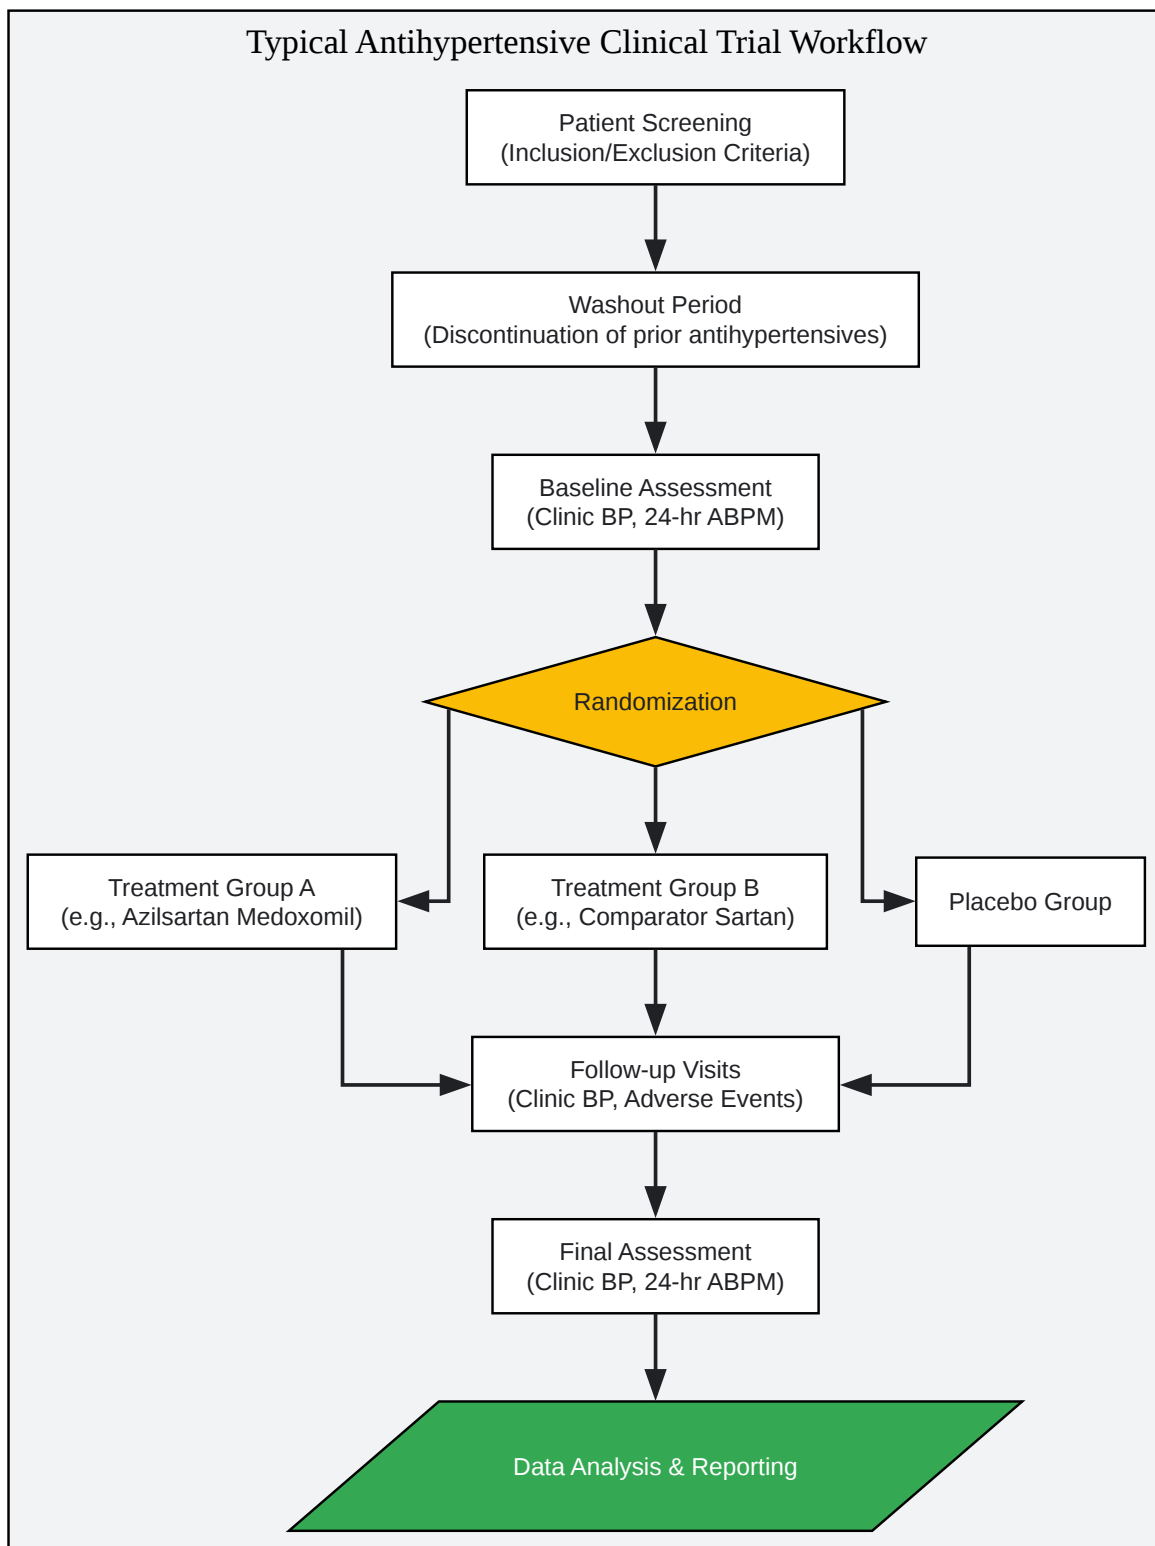 Typical Antihypertensive Clinical Trial Workflow
Patient Screening
(Inclusion/Exclusion Criteria)
Washout Period
(Discontinuation of prior antihypertensives)
Baseline Assessment
(Clinic BP, 24-hr ABPM)
Randomization
Treatment Group A
(e.g., Azilsartan Medoxomil)
Treatment Group B
(e.g., Comparator Sartan)
Placebo Group
Follow-up Visits
(Clinic BP, Adverse Events)
Final Assessment
(Clinic BP, 24-hr ABPM)
Data Analysis & Reporting